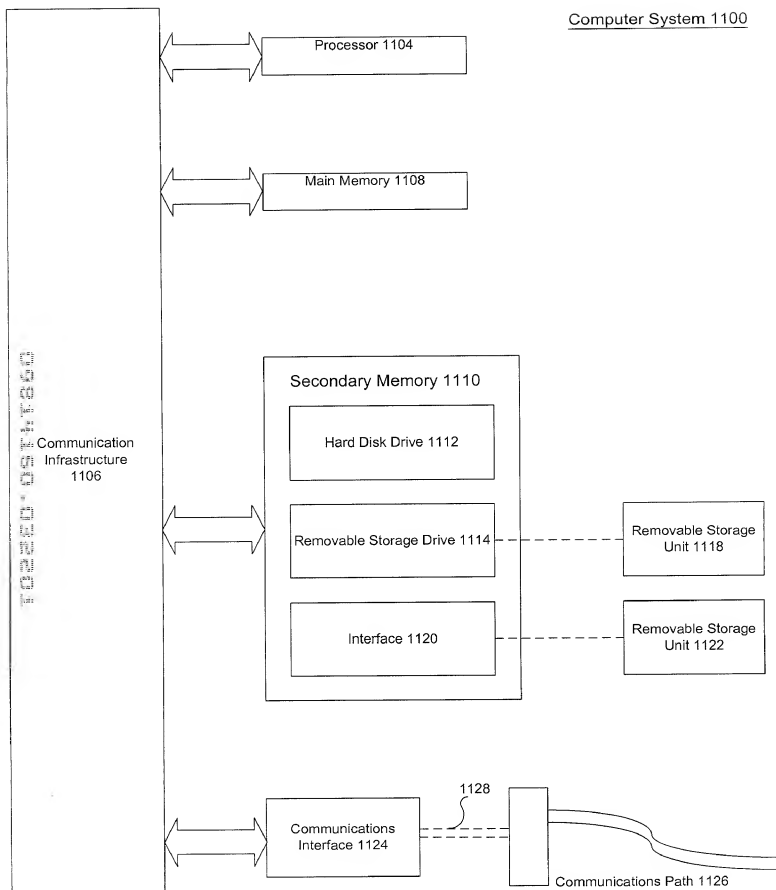 Computer System 1100
Processor 1104
Main Memory 1108
Secondary Memory 1110
Hard Disk Drive 1112
Communication
Infrastructure
1106
Removable Storage Drive 1114
Removable Storage
Unit 1118
Interface 1120
Removable Storage
Unit 1122
1128
Communications
Interface 1124
Communications Path 1126